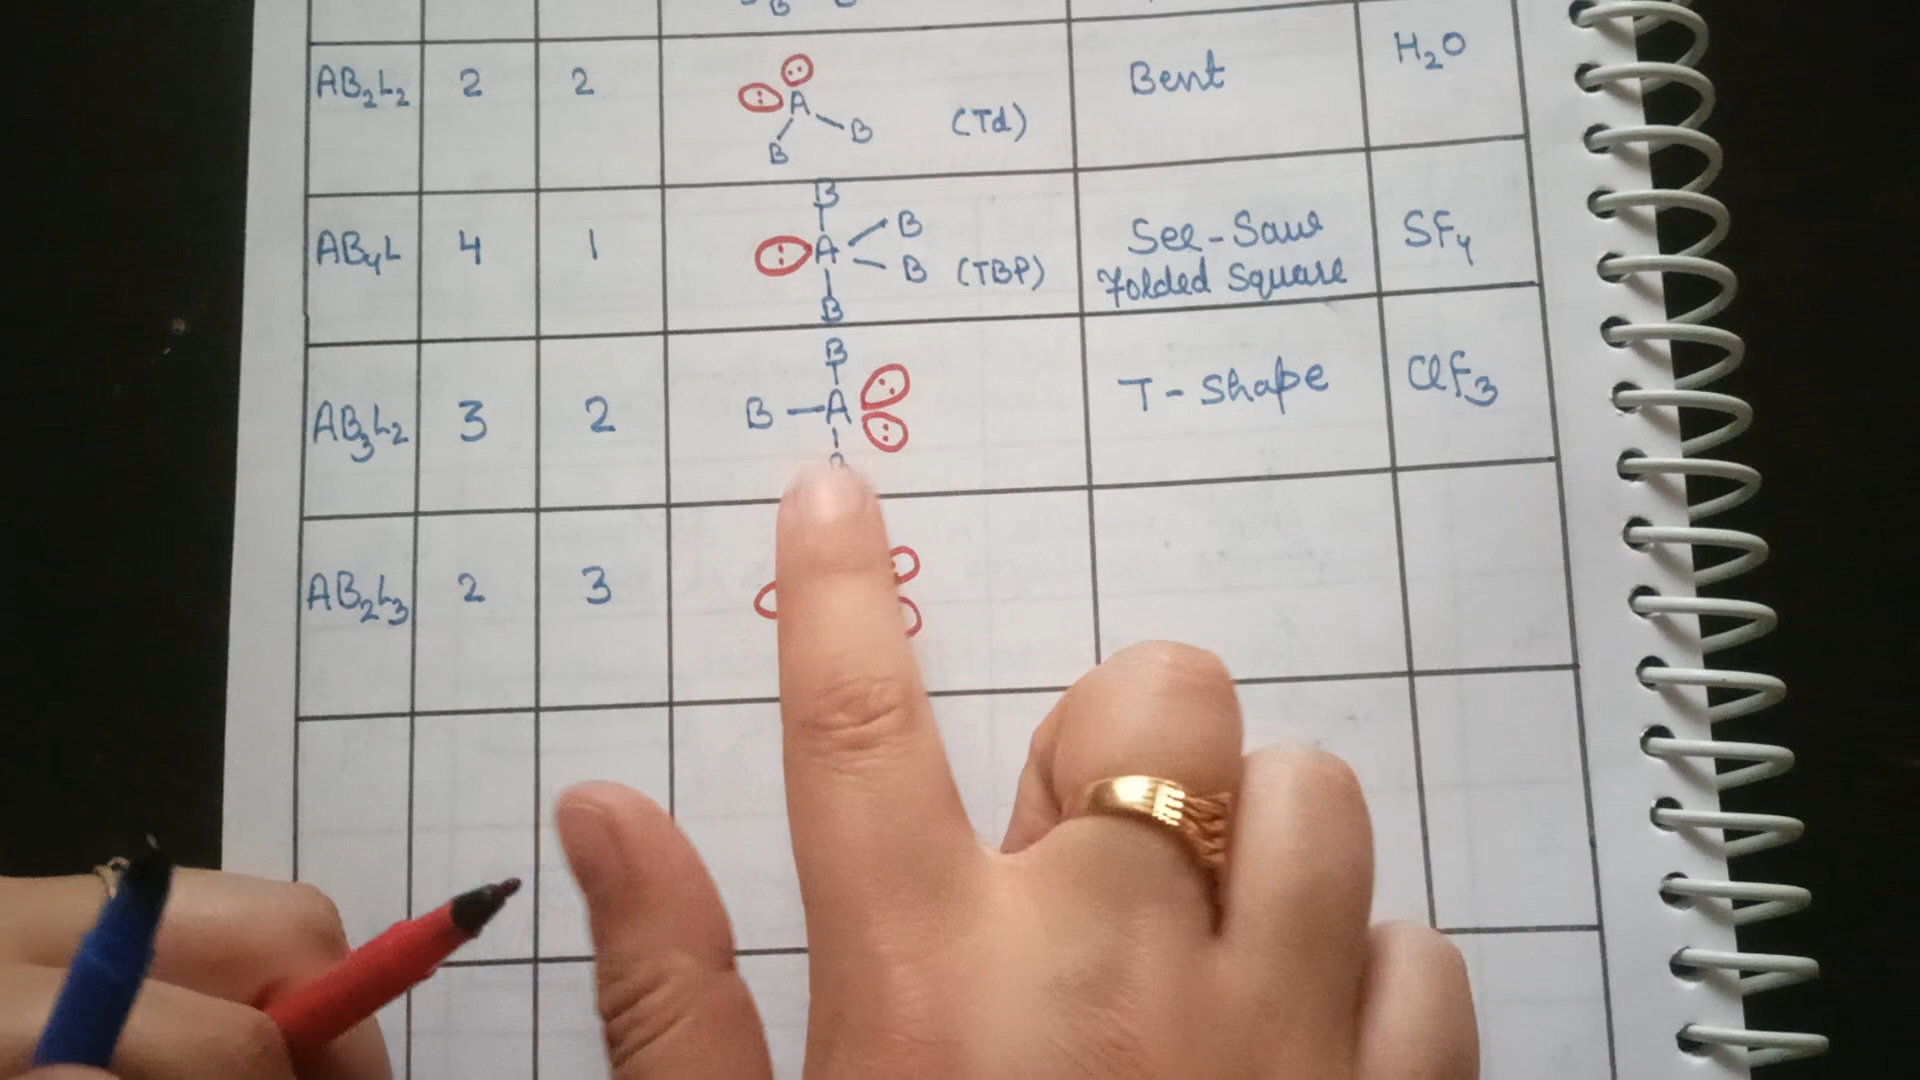 AB₂L₂ 2 2 A B B (Td) Bent H₂O
AB₄L 4 1 B A B B (TBP) B See-Saw Folded Square SF₄
AB₃L₂ 3 2 B B A T-Shape ClF₃
AB₂L₃ 2 3